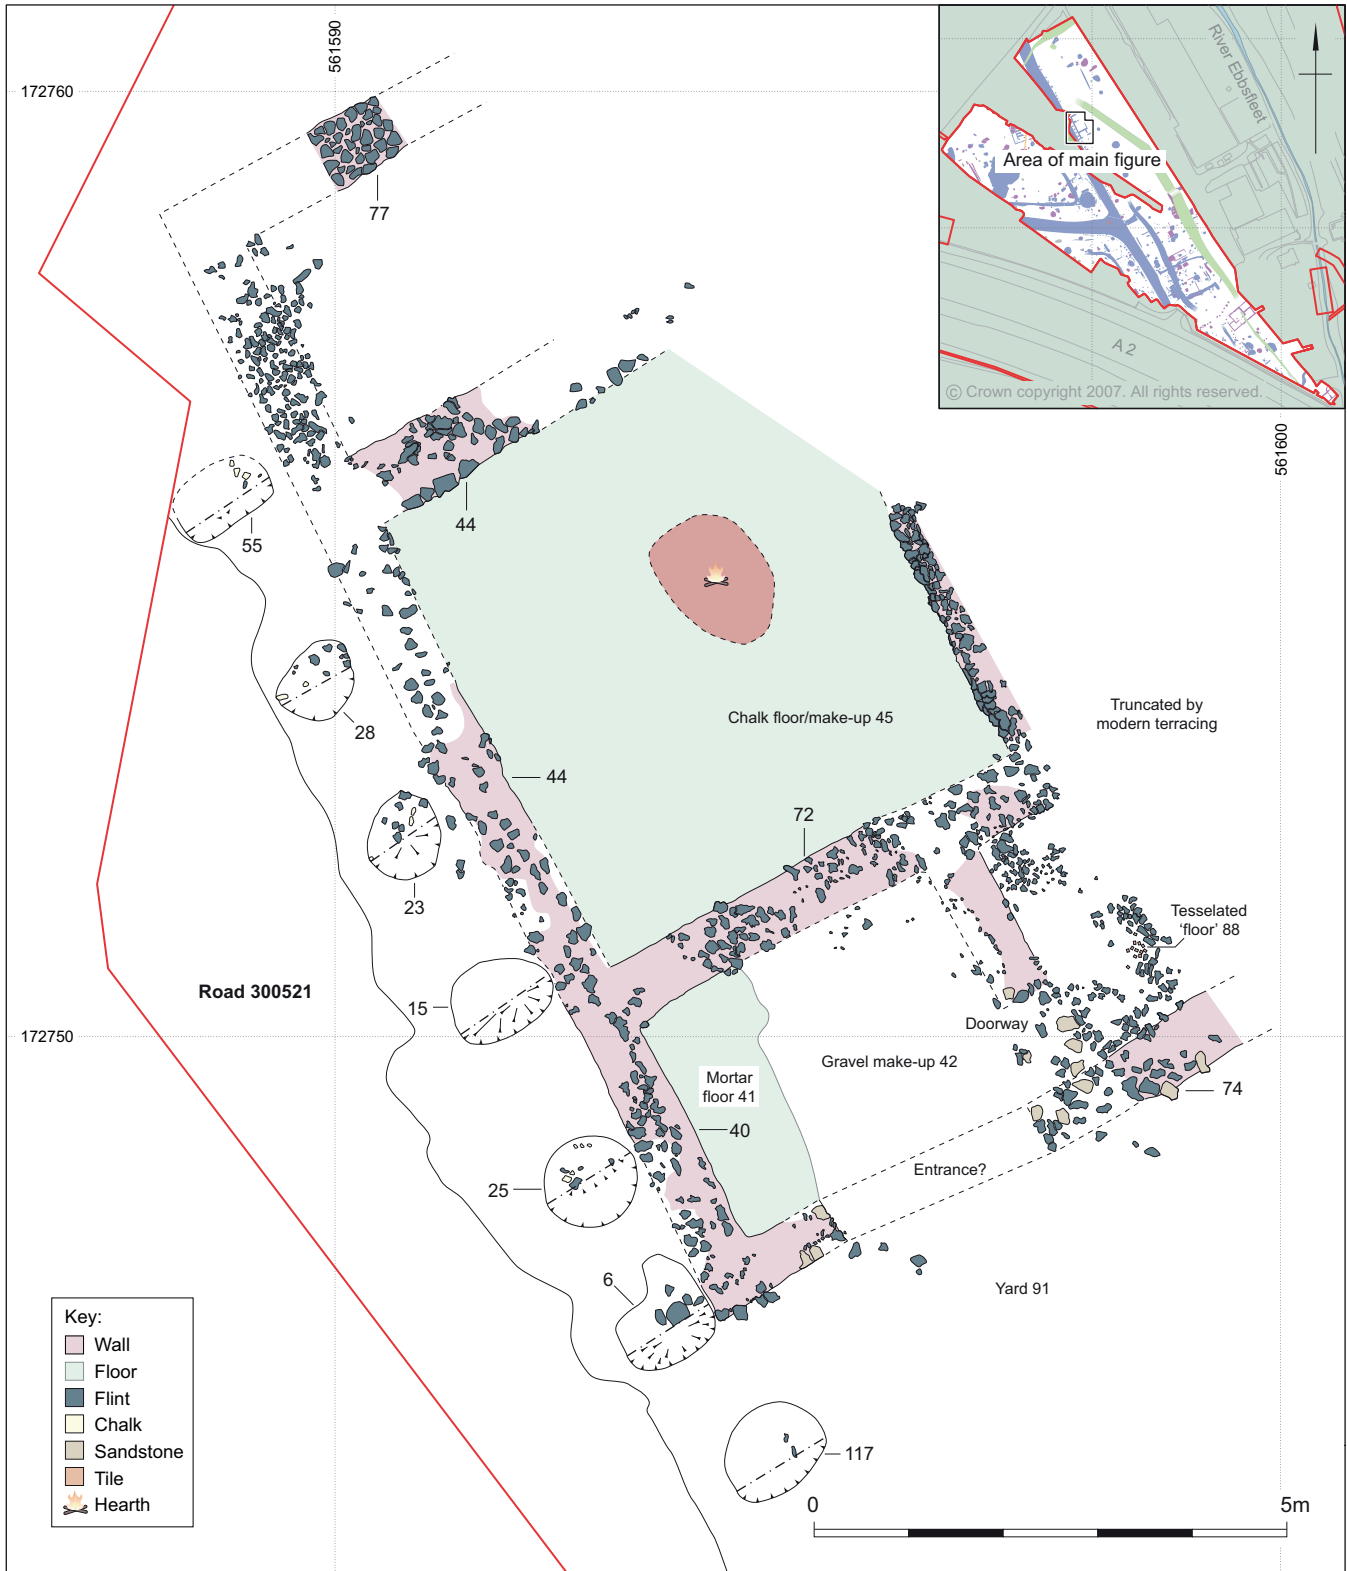 561590
172760
River Ebbsfleet
Area of main figure
A 2
© Crown copyright 2007. All rights reserved.
77
561600
44
55
28
Chalk floor/make-up 45
Truncated by
modern terracing
44
72
23
Tesselated
'floor' 88
Road 300521
15
Doorway
172750
Gravel make-up 42
Mortar
floor 41
74
40
Entrance?
25
6
Yard 91
Key:
Wall
Floor
Flint
Chalk
Sandstone
Tile
Hearth
117
0
5m